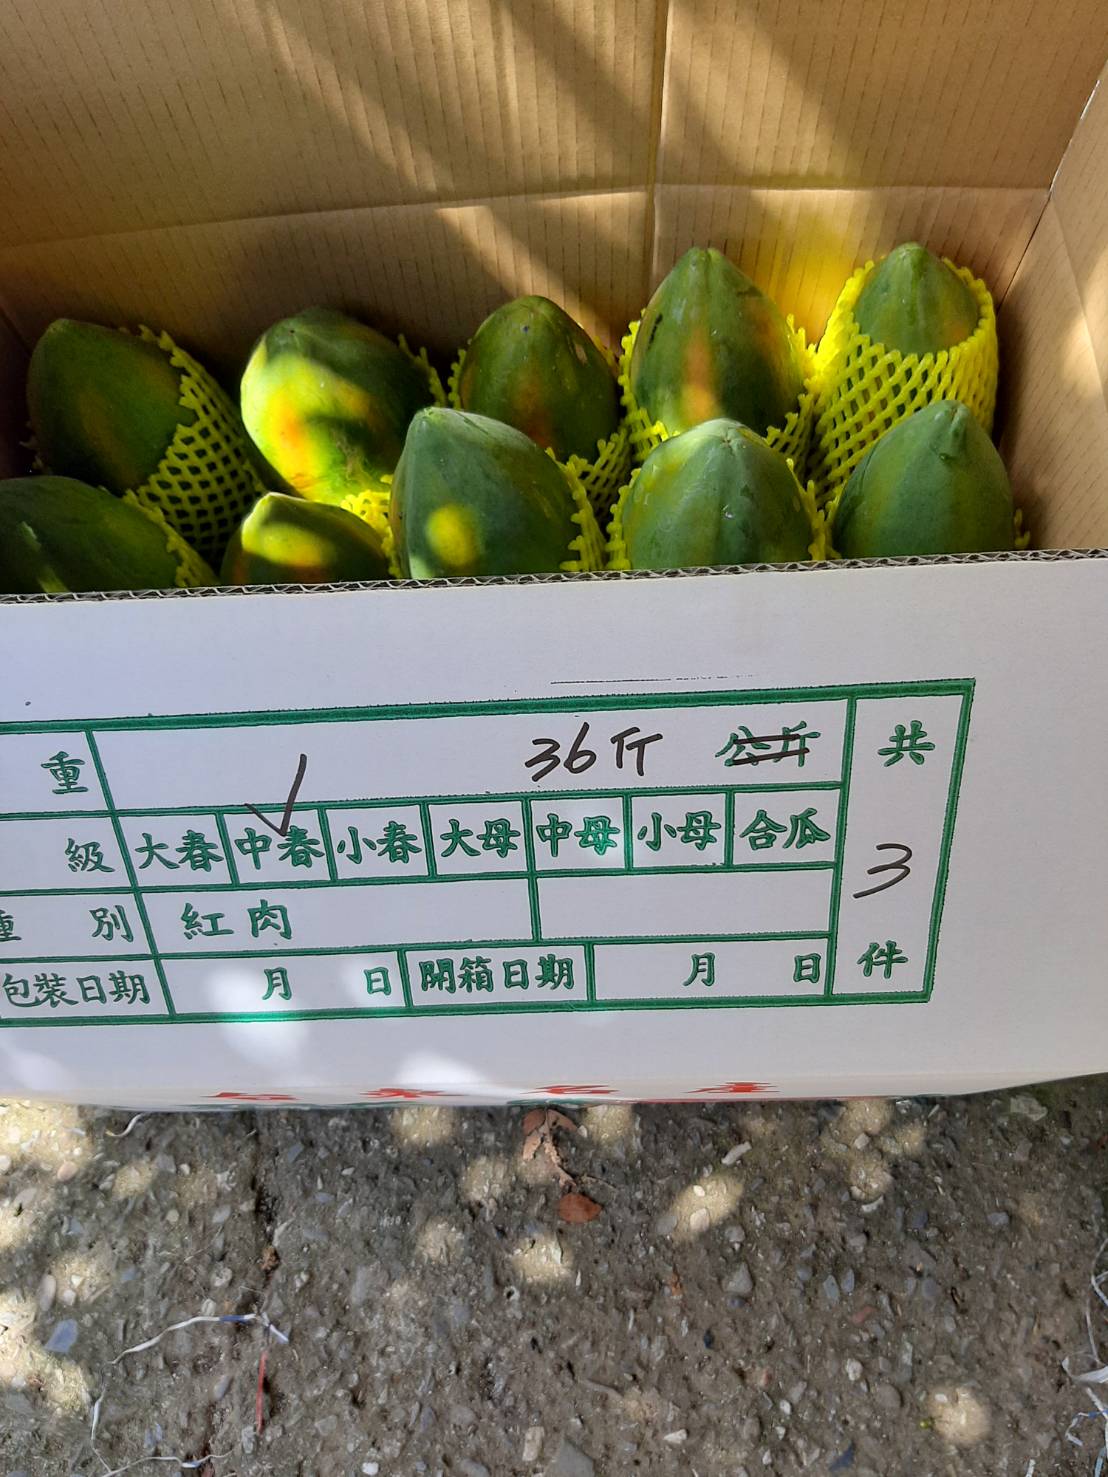 重 36斤 公斤 共
級 大春 中春 小春 大母 中母 小母 合瓜 3
種別 紅肉 件
包裝日期 月 日 開箱日期 月 日